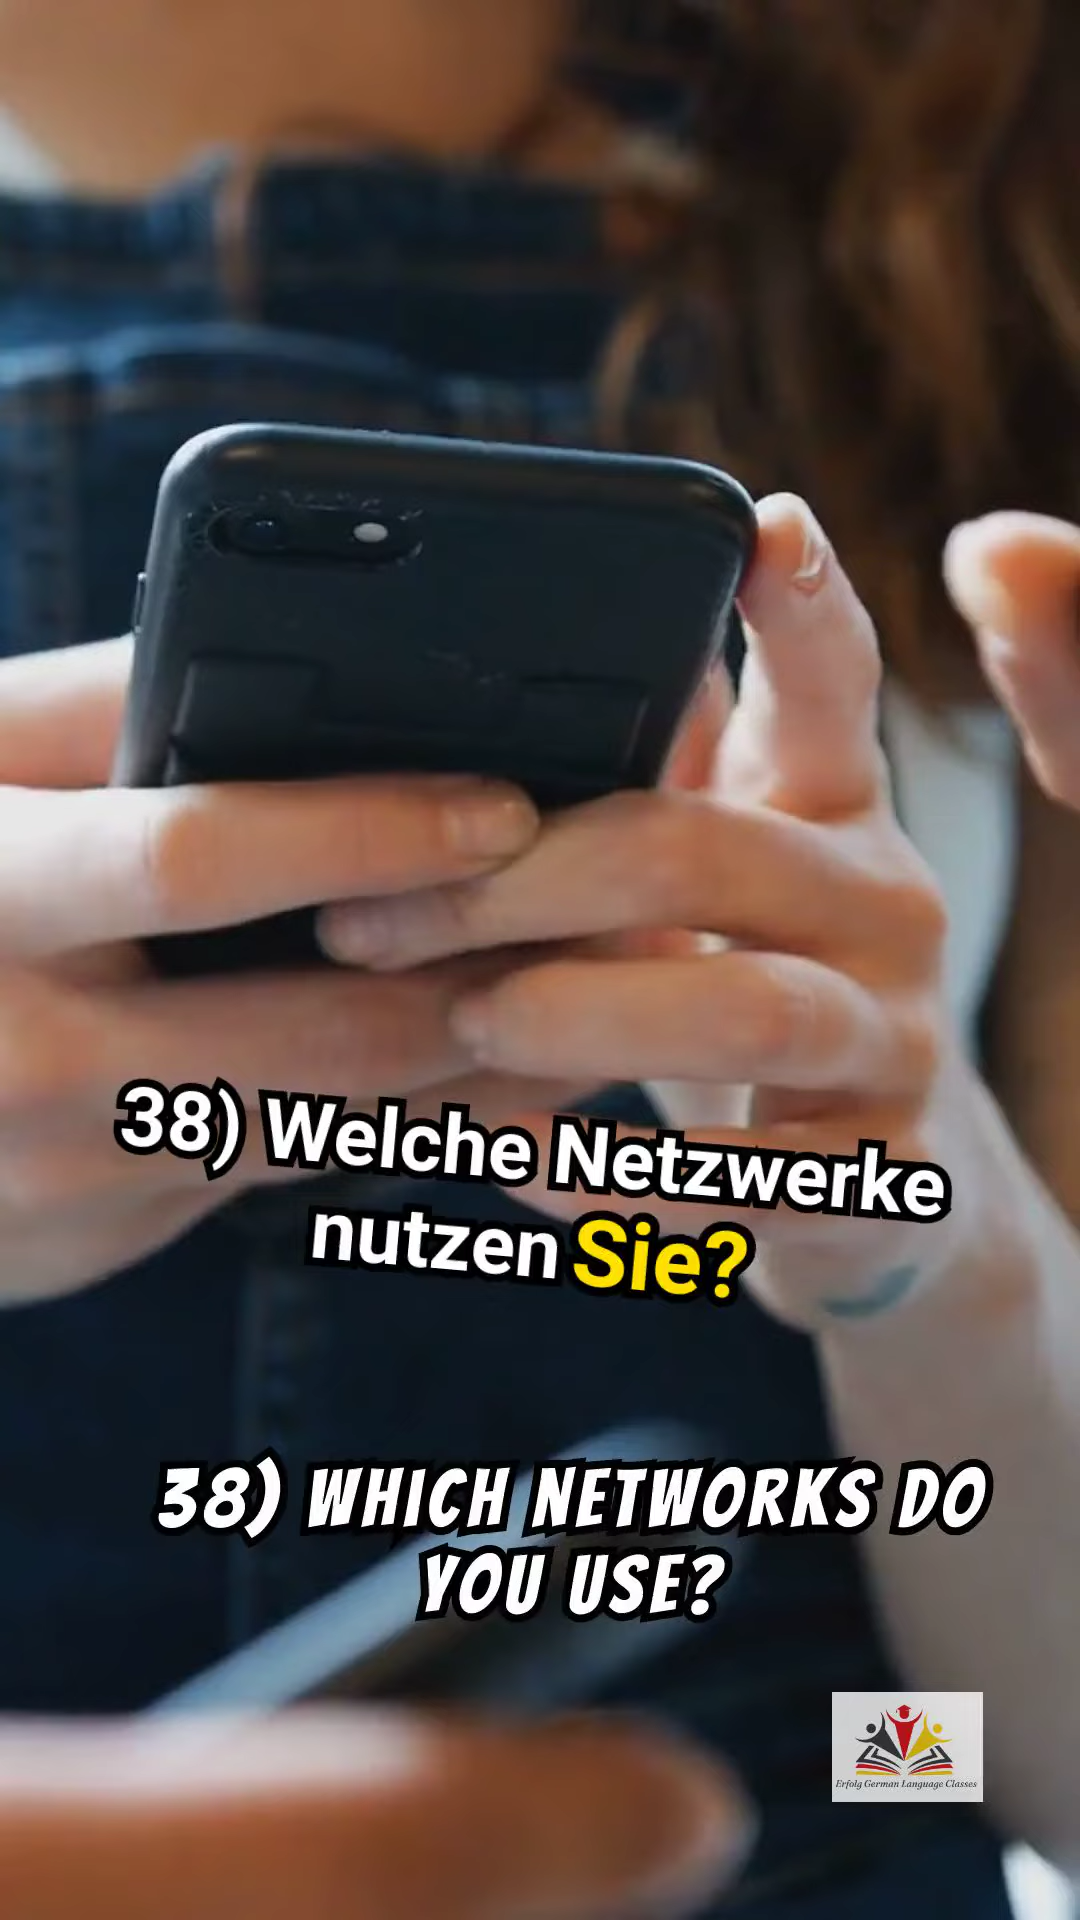 38) Welche Netzwerke
nutzen Sie?
38) WHICH NETWORKS DO
YOU USE?
Erfolg German Language Classes